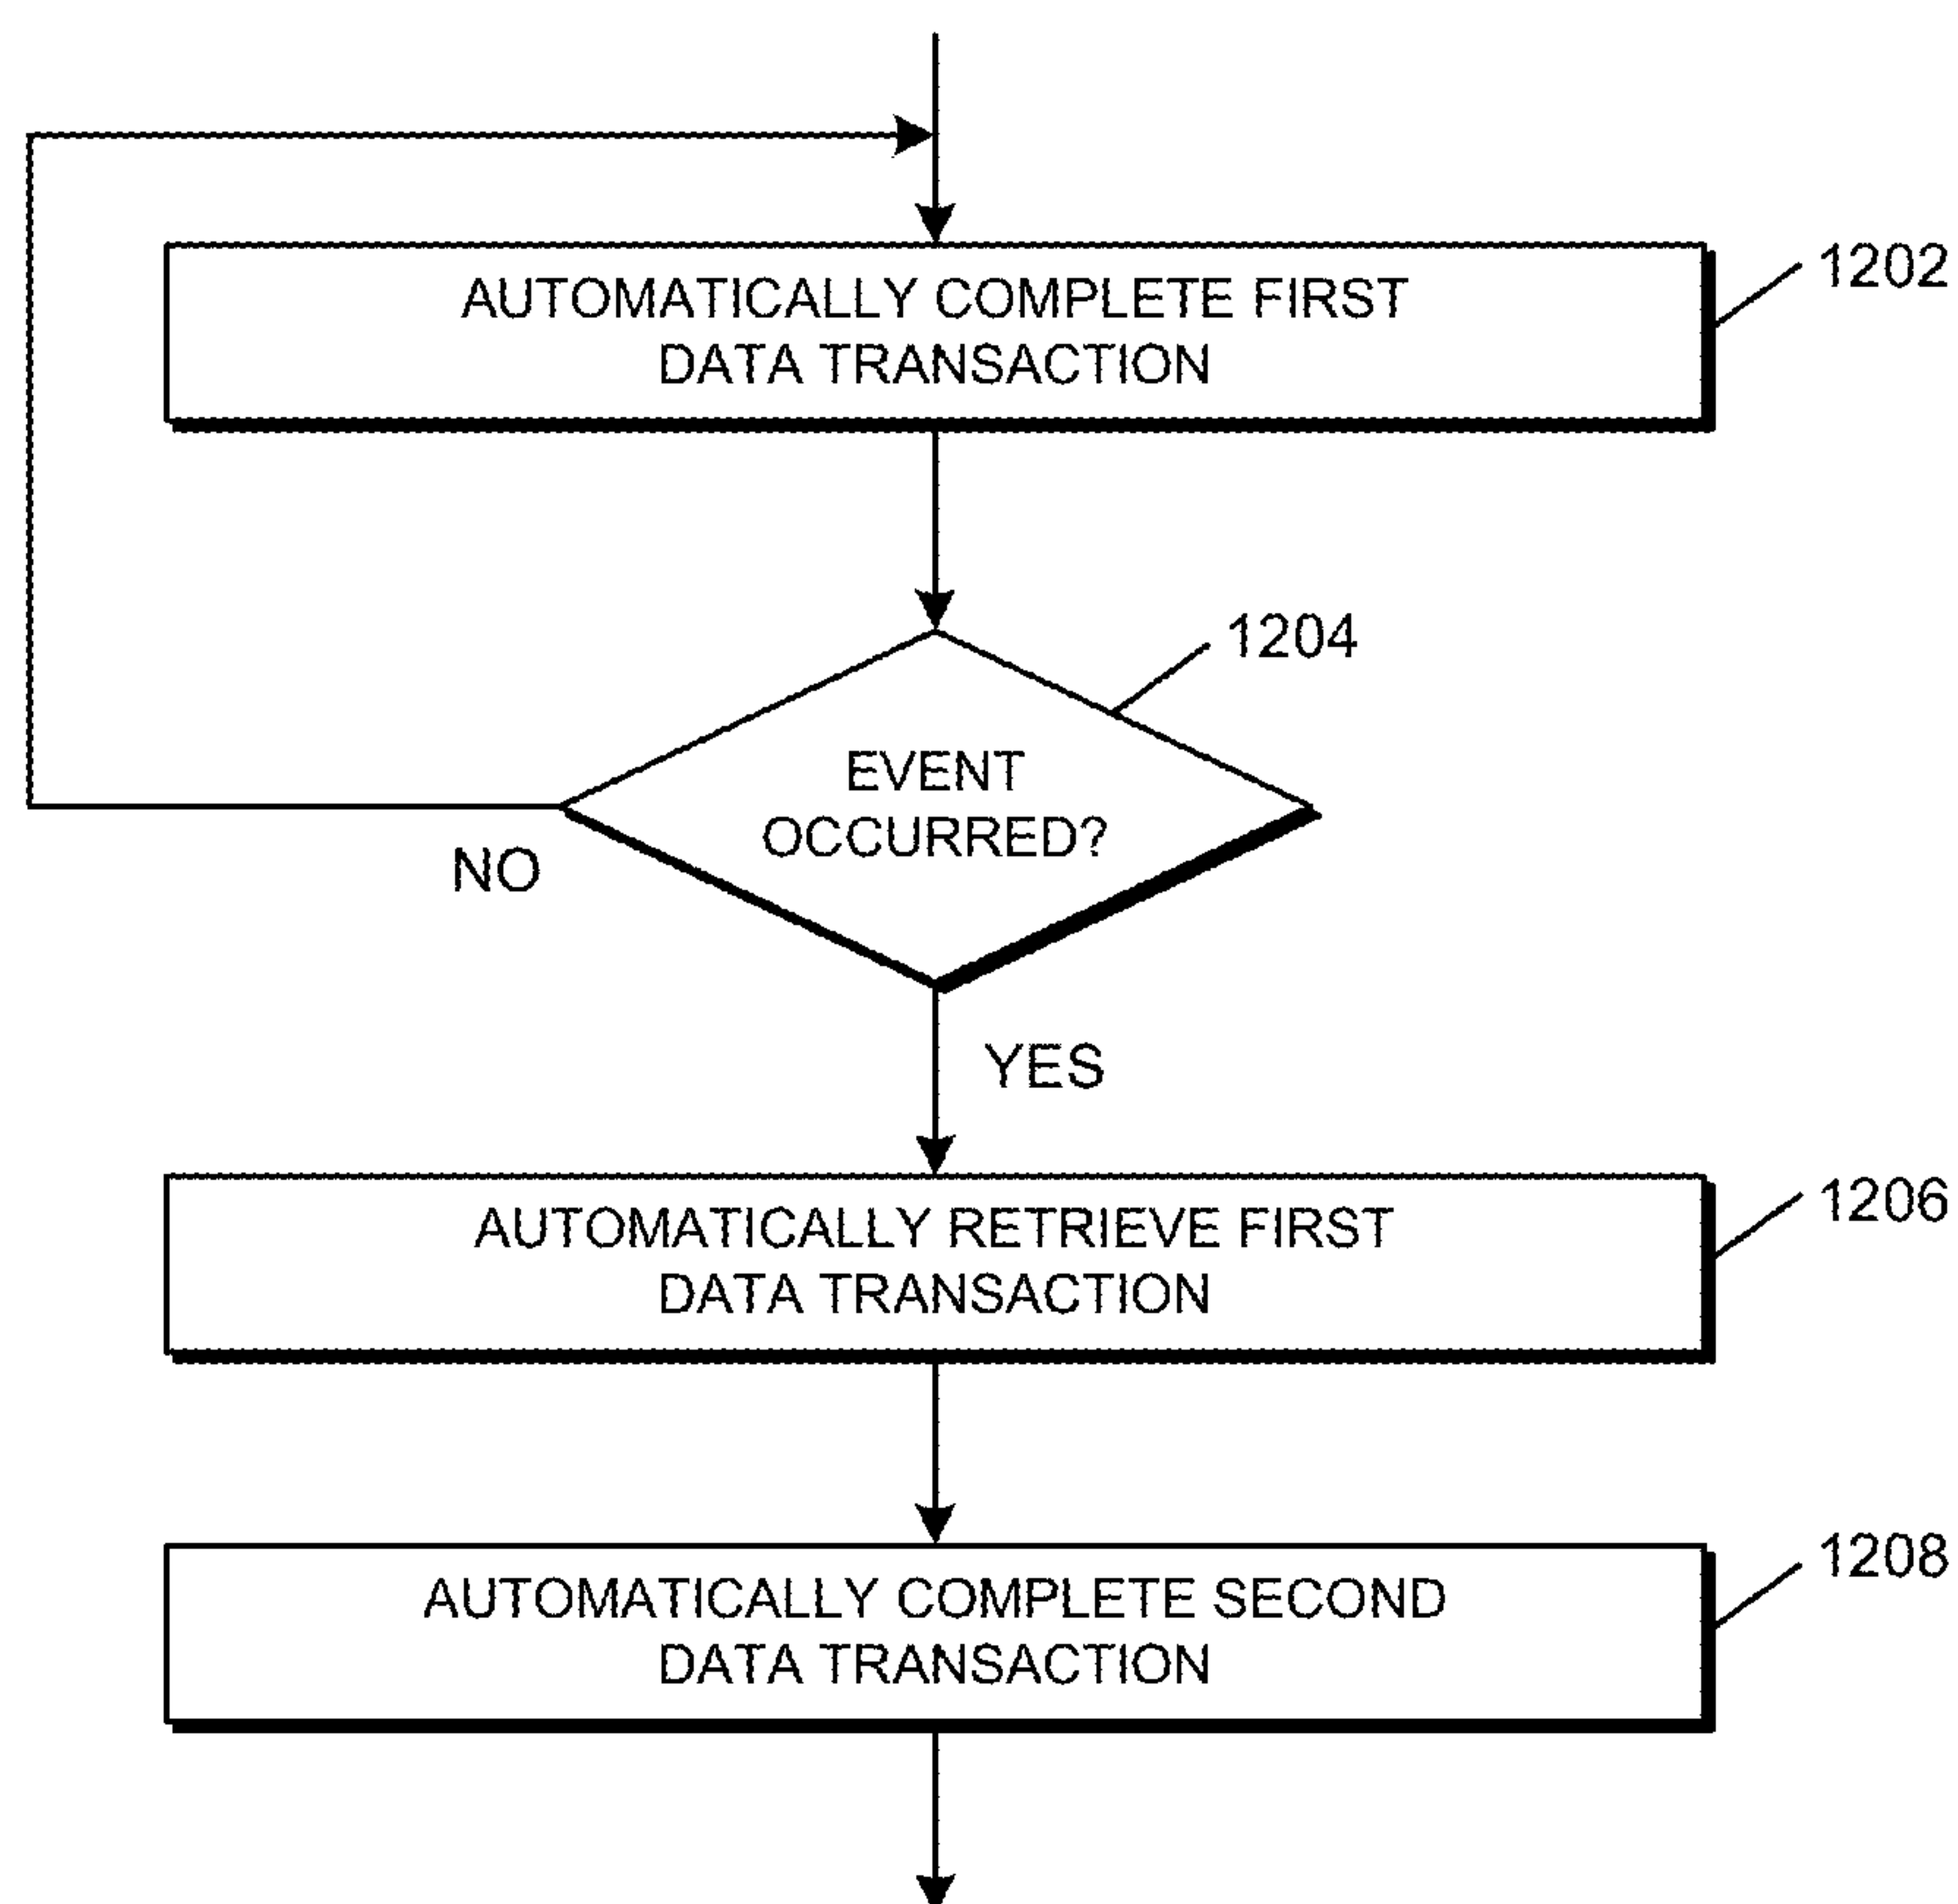 AUTOMATICALLY COMPLETE FIRST
DATA TRANSACTION
1202
1204
EVENT
OCCURRED?
NO
YES
AUTOMATICALLY RETRIEVE FIRST
DATA TRANSACTION
1206
AUTOMATICALLY COMPLETE SECOND
DATA TRANSACTION
1208